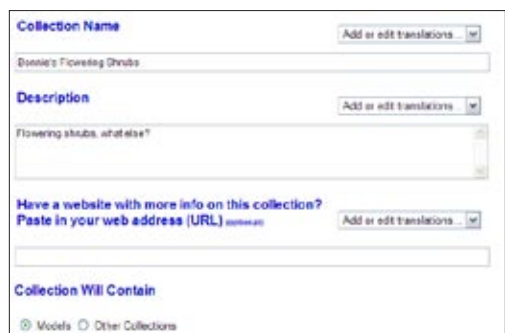 Collection Name
Add or edit translations...
Bonnie's Flowering Shrubs
Description
Add or edit translations...
Flowering shrubs, what else?
Have a website with more info on this collection?
Paste in your web address (URL) (optional)
Add or edit translations...
Collection Will Contain
Models Other Collections